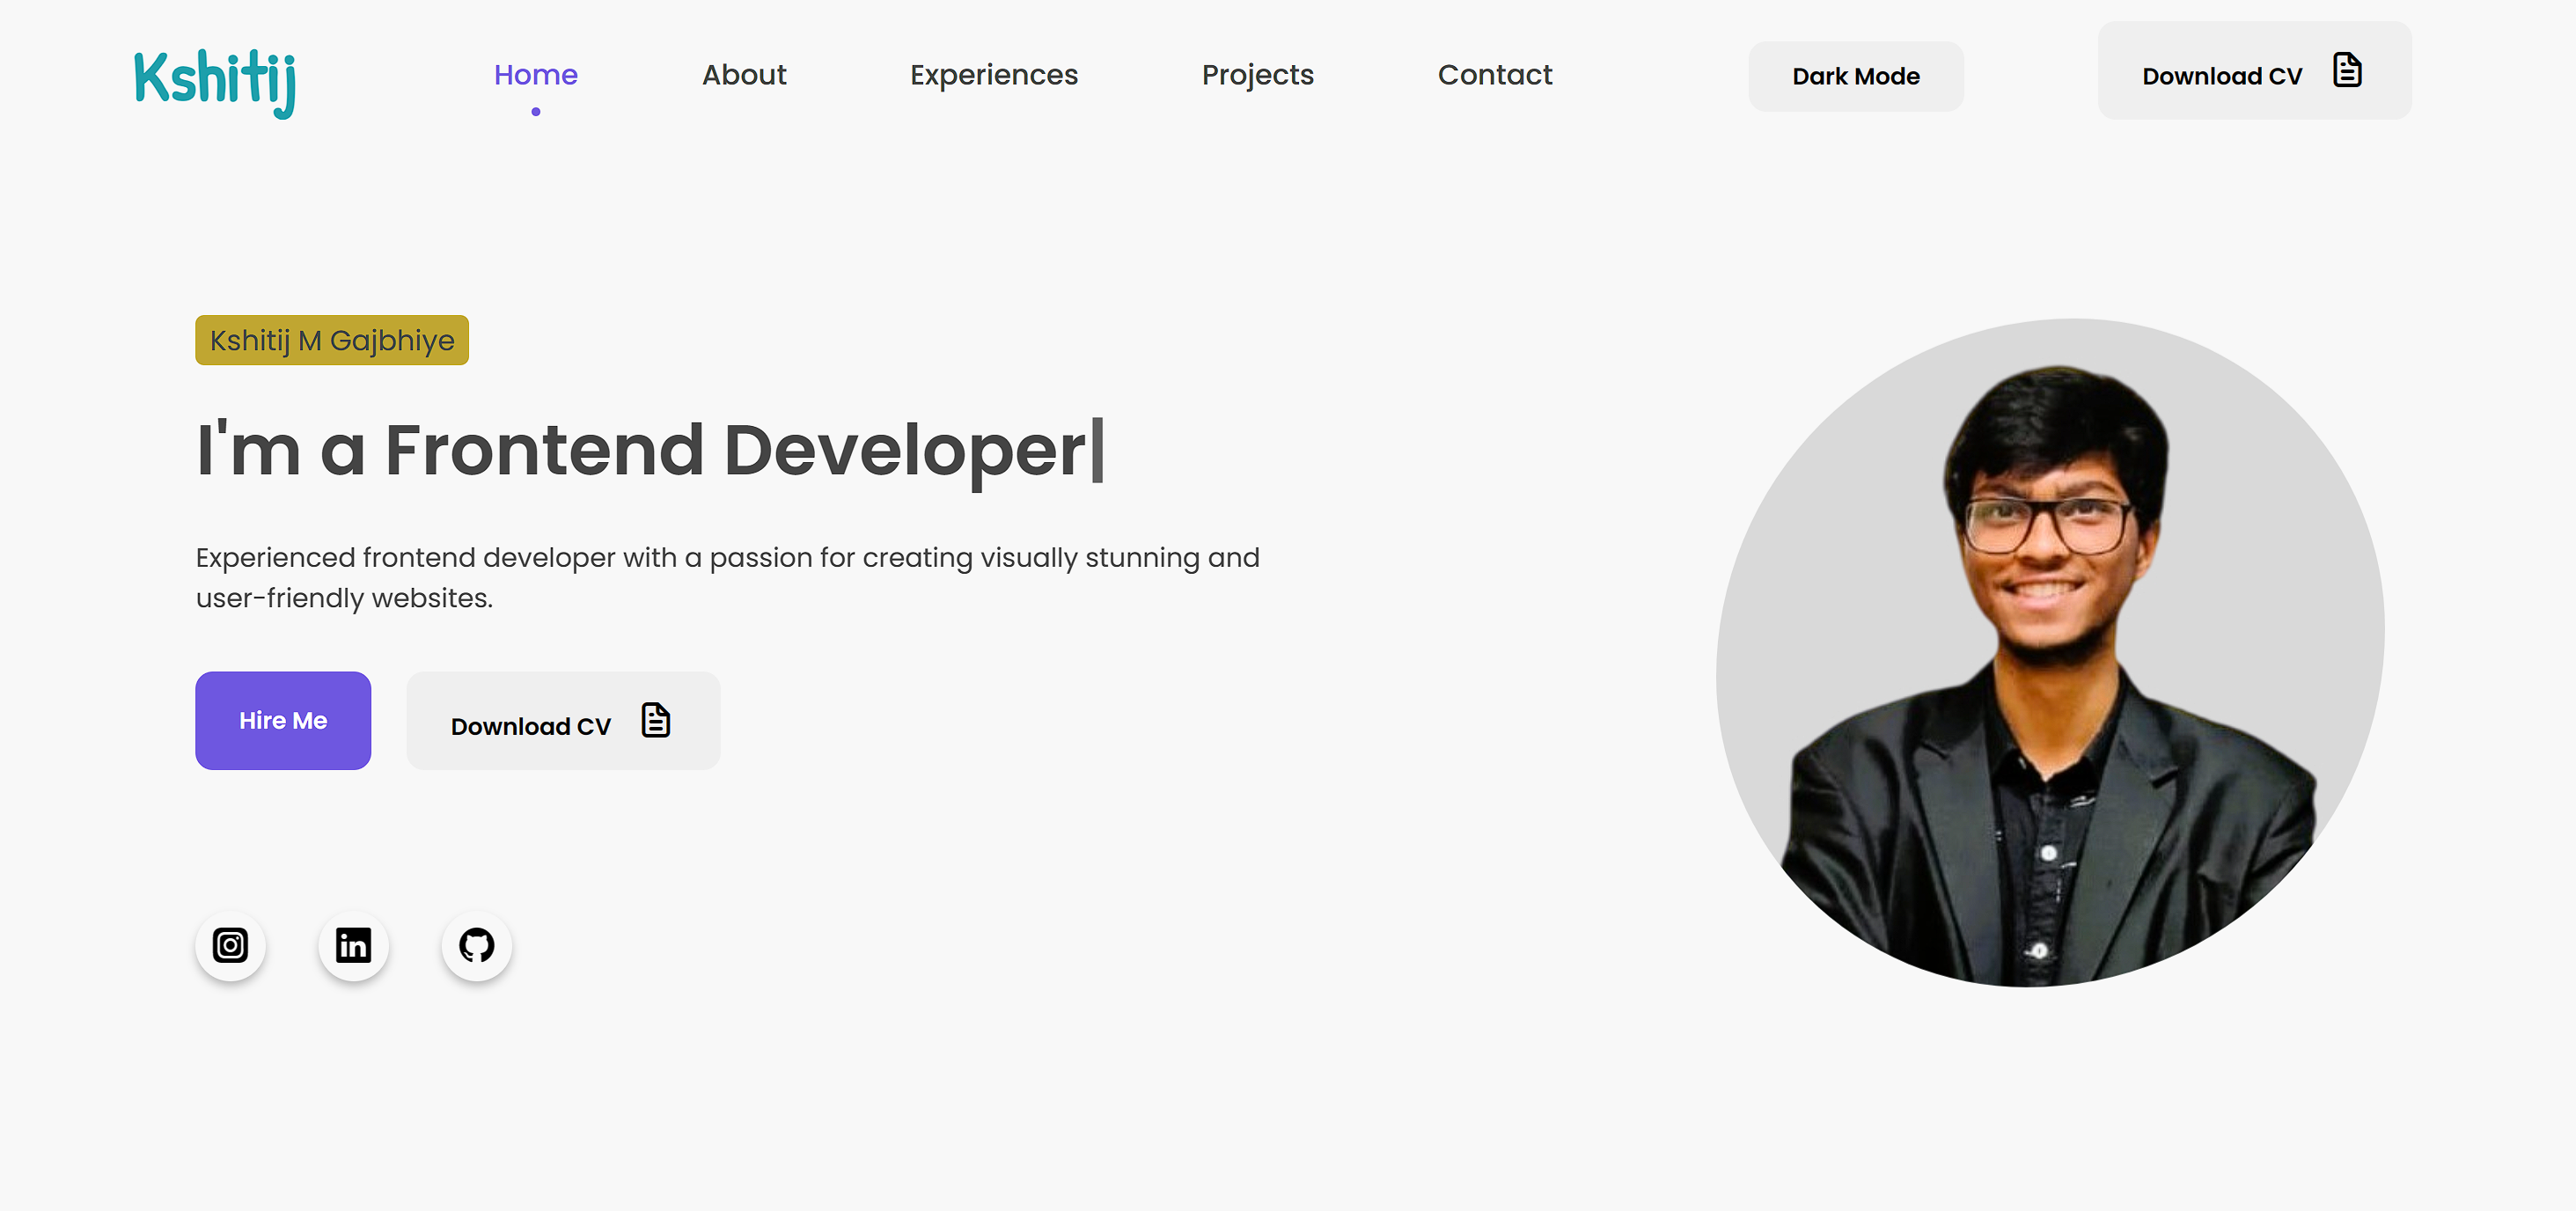 Kshitij
Home
About
Experiences
Projects
Contact
Dark Mode
Download CV
Kshitij M Gajbhiye
I'm a Frontend Developer|
Experienced frontend developer with a passion for creating visually stunning and
user-friendly websites.
Hire Me
Download CV
in